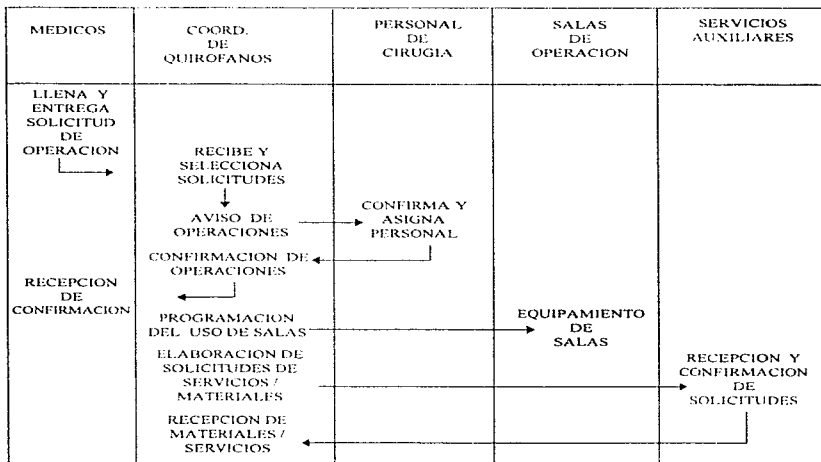 MEDICOS
COORD.
DE
QUIROFANOS
PERSONAL
DE
CIRUGIA
SALAS
DE
OPERACION
SERVICIOS
AUXILIARES
LLENA Y
ENTREGA
SOLICITUD
DE
OPERACION
RECIBE Y
SELECCIONA
SOLICITUDES
AVISO DE
OPERACIONES
CONFIRMA Y
ASIGNA
PERSONAL
CONFIRMACION DE
OPERACIONES
RECEPCION
DE
CONFIRMACION
PROGRAMACION
DEL USO DE SALAS
EQUIPAMIENTO
DE
SALAS
ELABORACION DE
SOLICITUDES DE
SERVICIOS /
MATERIALES
RECEPCION Y
CONFIRMACION
DE
SOLICITUDES
RECEPCION DE
MATERIALES /
SERVICIOS